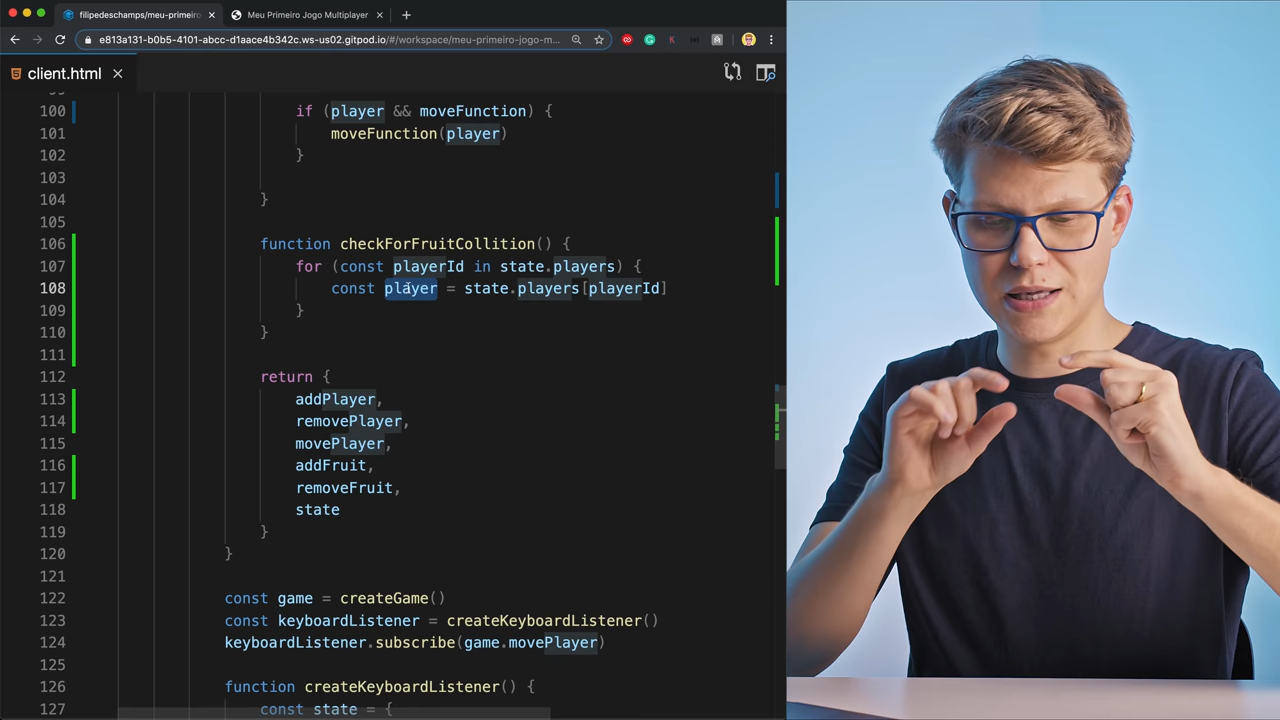 filipedeschamps/meu-primeiro
Meu Primeiro Jogo Multiplayer
e813a131-b0b5-4101-abcc-d1aace4b342c.ws-us02.gitpod.io/#/workspace/meu-primeiro-jogo-m...
client.html
100 if (player && moveFunction) {
101 moveFunction(player)
102 }
103
104 }
105
106 function checkForFruitCollition() {
107 for (const playerId in state.players) {
108 const player = state.players[playerId]
109 }
110 }
111
112 return {
113 addPlayer,
114 removePlayer,
115 movePlayer,
116 addFruit,
117 removeFruit,
118 state
119 }
120 }
121
122 const game = createGame()
123 const keyboardListener = createKeyboardListener()
124 keyboardListener.subscribe(game.movePlayer)
125
126 function createKeyboardListener() {
127 const state = {